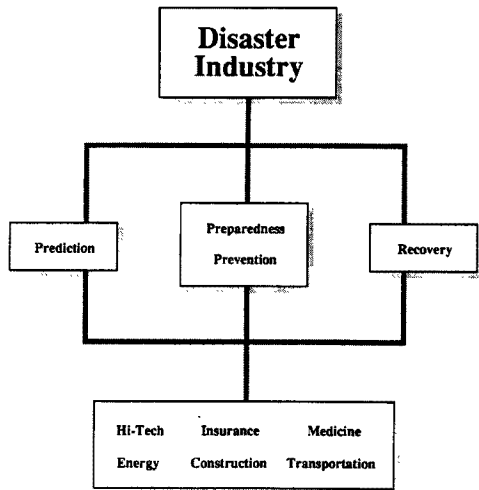 Disaster
Industry
Prediction
Preparedness
Prevention
Recovery
Hi-Tech Insurance Medicine
Energy Construction Transportation